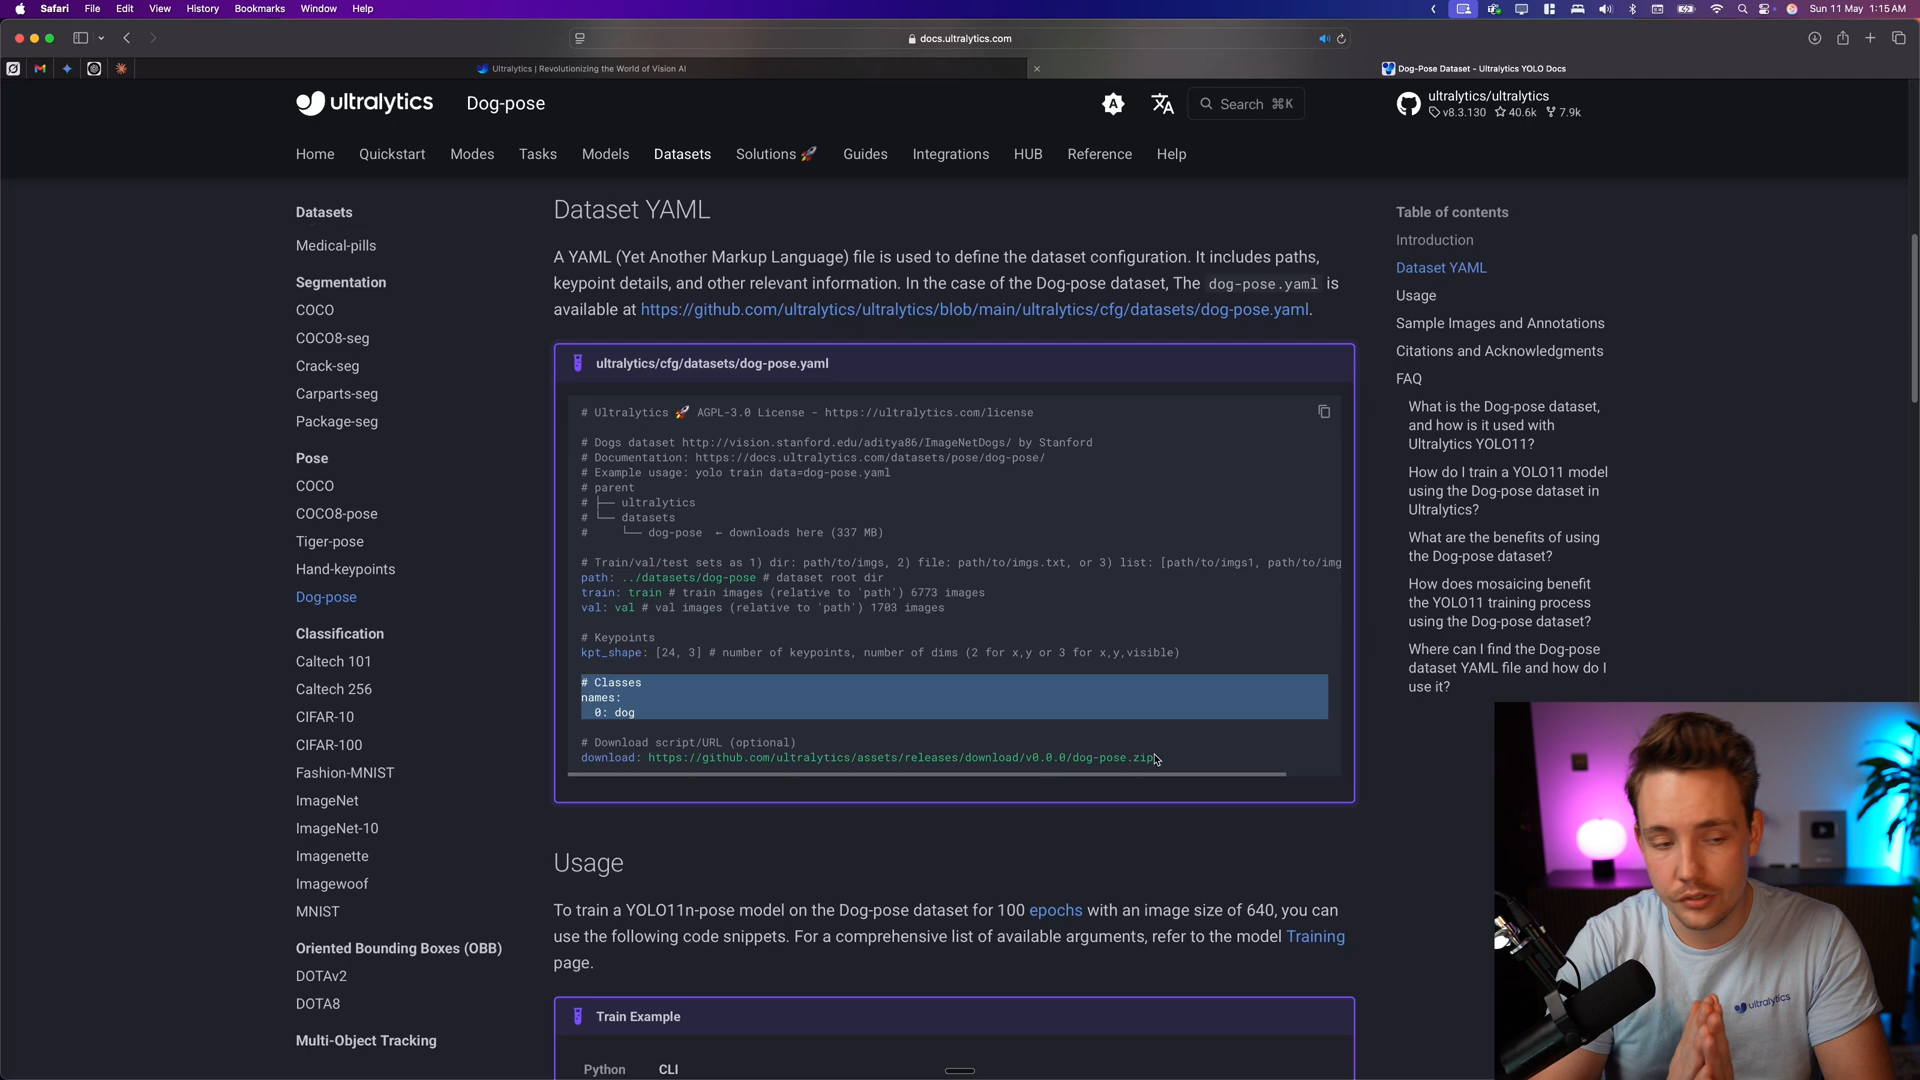 Safari File Edit View History Bookmarks Window Help
Sun 11 May 1:15 AM
docs.ultralytics.com
Ultralytics | Revolutionizing the World of Vision AI
Dog-Pose Dataset - Ultralytics YOLO Docs
ultralytics
Dog-pose
Search ⌘K
ultralytics/ultralytics
v8.3.130 40.6k 7.9k
Home Quickstart Modes Tasks Models Datasets Solutions 🚀 Guides Integrations HUB Reference Help
Datasets
Medical-pills
Segmentation
COCO
COCO8-seg
Crack-seg
Carparts-seg
Package-seg
Pose
COCO
COCO8-pose
Tiger-pose
Hand-keypoints
Dog-pose
Classification
Caltech 101
Caltech 256
CIFAR-10
CIFAR-100
Fashion-MNIST
ImageNet
ImageNet-10
Imagenette
Imagewoof
MNIST
Oriented Bounding Boxes (OBB)
DOTAv2
DOTA8
Multi-Object Tracking
Dataset YAML
A YAML (Yet Another Markup Language) file is used to define the dataset configuration. It includes paths,
keypoint details, and other relevant information. In the case of the Dog-pose dataset, The dog-pose.yaml is
available at https://github.com/ultralytics/ultralytics/blob/main/ultralytics/cfg/datasets/dog-pose.yaml.
ultralytics/cfg/datasets/dog-pose.yaml
# Ultralytics 🚀 AGPL-3.0 License - https://ultralytics.com/license
# Dogs dataset http://vision.stanford.edu/aditya86/ImageNetDogs/ by Stanford
# Documentation: https://docs.ultralytics.com/datasets/pose/dog-pose/
# Example usage: yolo train data=dog-pose.yaml
# parent
# ├── ultralytics
# └── datasets
#     └── dog-pose ← downloads here (337 MB)
# Train/val/test sets as 1) dir: path/to/imgs, 2) file: path/to/imgs.txt, or 3) list: [path/to/imgs1, path/to/img
path: ../datasets/dog-pose # dataset root dir
train: train # train images (relative to 'path') 6773 images
val: val # val images (relative to 'path') 1703 images
# Keypoints
kpt_shape: [24, 3] # number of keypoints, number of dims (2 for x,y or 3 for x,y,visible)
# Classes
names:
  0: dog
# Download script/URL (optional)
download: https://github.com/ultralytics/assets/releases/download/v0.0.0/dog-pose.zip
Usage
To train a YOLO11n-pose model on the Dog-pose dataset for 100 epochs with an image size of 640, you can
use the following code snippets. For a comprehensive list of available arguments, refer to the model Training
page.
Train Example
Python CLI
Table of contents
Introduction
Dataset YAML
Usage
Sample Images and Annotations
Citations and Acknowledgments
FAQ
What is the Dog-pose dataset,
and how is it used with
Ultralytics YOLO11?
How do I train a YOLO11 model
using the Dog-pose dataset in
Ultralytics?
What are the benefits of using
the Dog-pose dataset?
How does mosaicing benefit
the YOLO11 training process
using the Dog-pose dataset?
Where can I find the Dog-pose
dataset YAML file and how do I
use it?
ultralytics